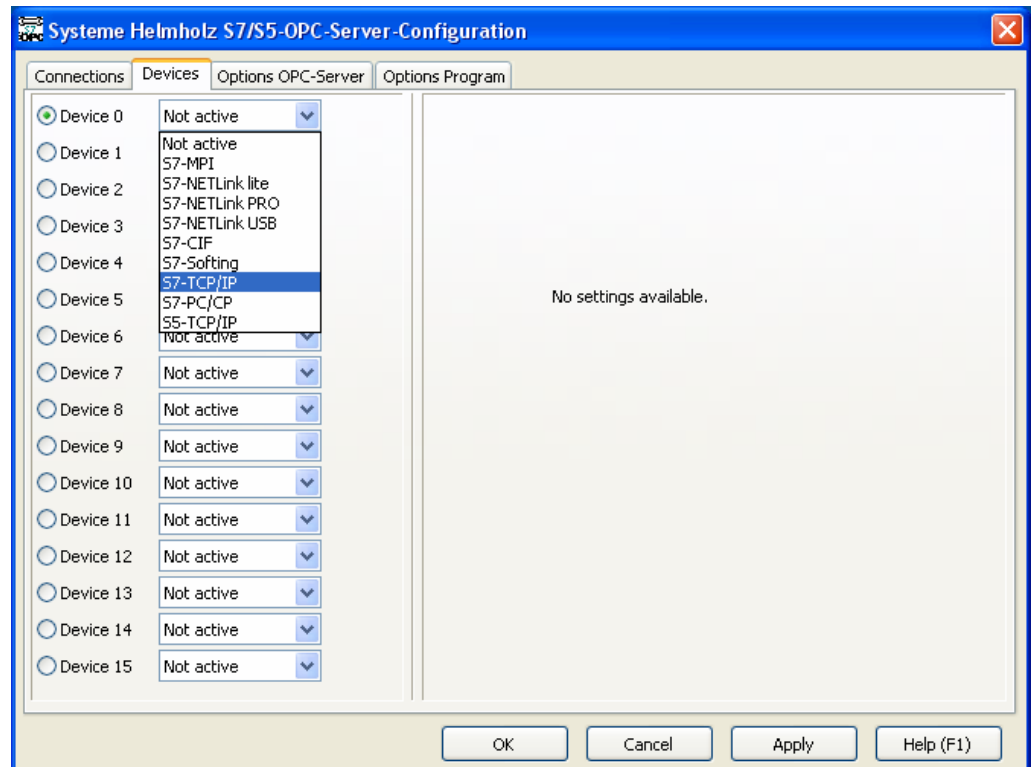 Systeme Helmholz S7/S5-OPC-Server-Configuration
Connections Devices Options OPC-Server Options Program
Device 0 Not active
Not active
Device 1
S7-MPI
S7-NETLink lite
Device 2
S7-NETLink PRO
Device 3
S7-NETLink USB
S7-CIF
Device 4
S7-Softing
S7-TCP/IP
Device 5
S7-PC/CP
No settings available.
S5-TCP/IP
Device 6 Not active
Device 7 Not active
Device 8 Not active
Device 9 Not active
Device 10 Not active
Device 11 Not active
Device 12 Not active
Device 13 Not active
Device 14 Not active
Device 15 Not active
OK Cancel Apply Help (F1)